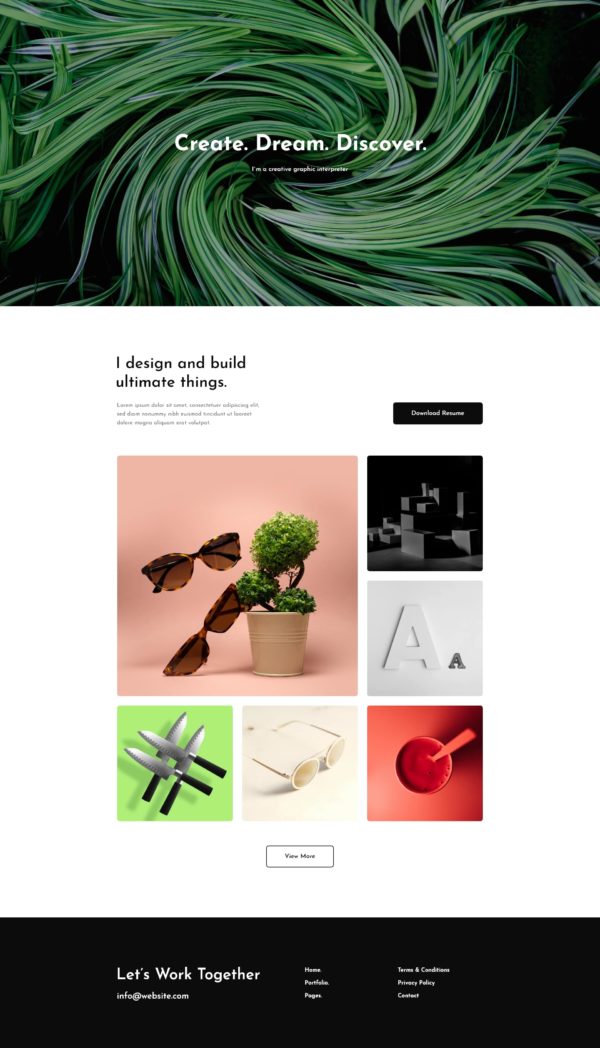 Create. Dream. Discover.
I'm a creative graphic interpreter
I design and build
ultimate things.
Lorem ipsum dolor sit amet, consectetuer adipiscing elit,
sed diam nonummy nibh euismod tincidunt ut laoreet
dolore magna aliquam erat volutpat.
Download Resume
A
A
View More
Let's Work Together
info@website.com
Home.
Portfolio.
Pages.
Terms & Conditions
Privacy Policy
Contact